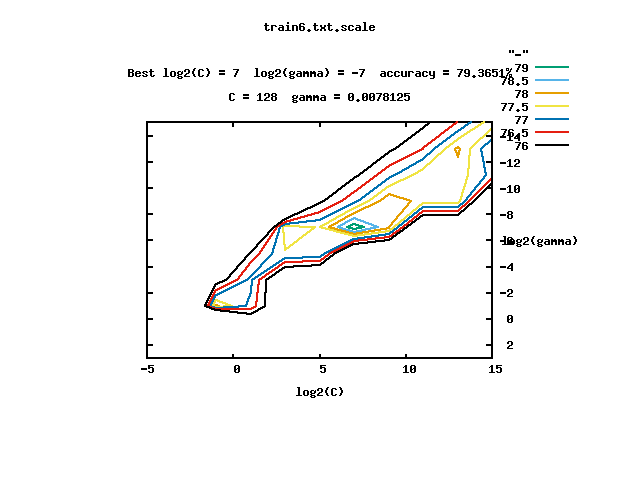 train6.txt.scale
"-"
Best log2(C) = 7 log2(gamma) = -7 accuracy = 79.3651%
C = 128 gamma = 0.0078125
79
78.5
78
77.5
77
76.5
76
-14
-12
-10
-8
-6
log2(gamma)
-4
-2
0
2
-5 0 5 10 15
log2(C)